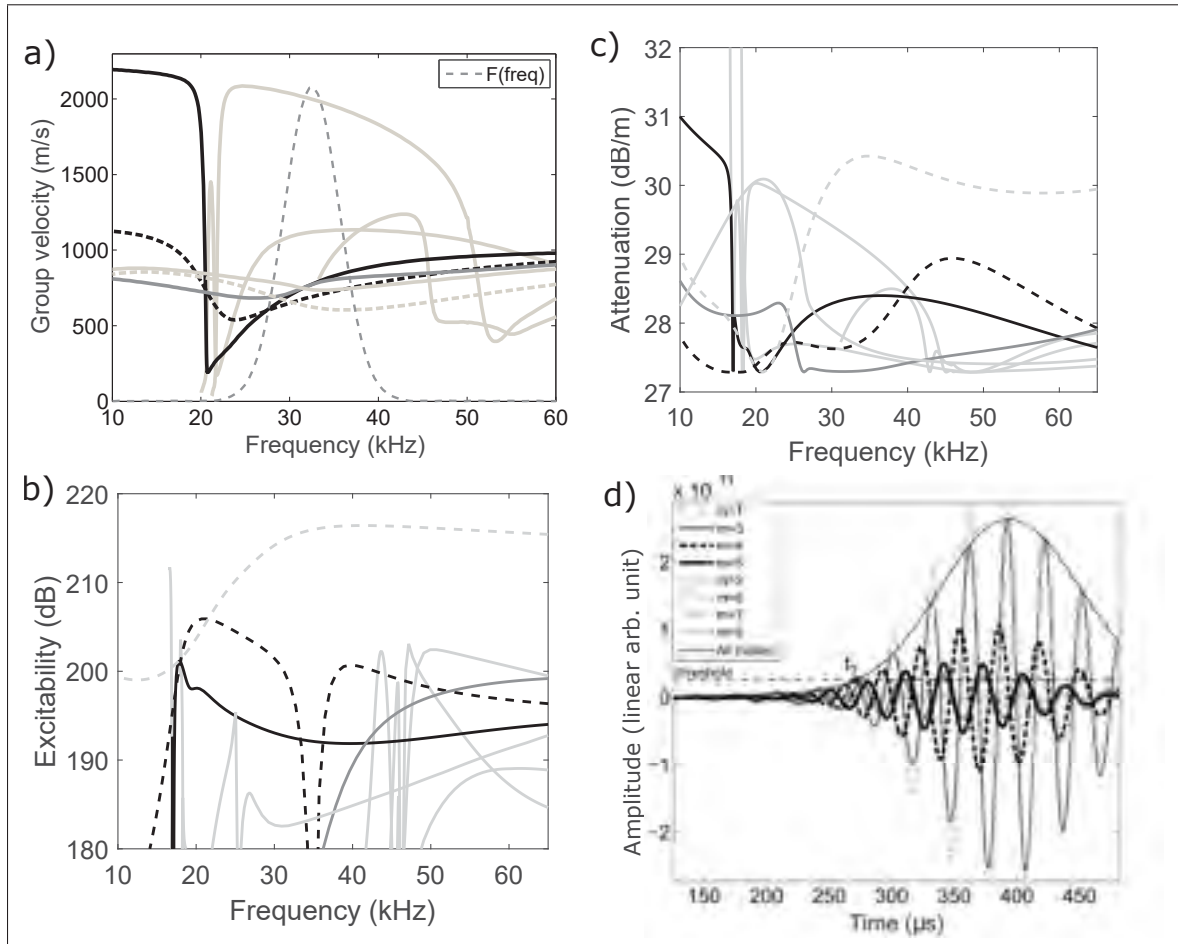 a)
Group velocity (m/s)
2000
1500
1000
500
0
10 20 30 40 50 60
Frequency (kHz)
F(freq)
c)
Attenuation (dB/m)
32
31
30
29
28
27
10 20 30 40 50 60
Frequency (kHz)
b)
Excitability (dB)
220
210
200
190
180
10 20 30 40 50 60
Frequency (kHz)
d)
Amplitude (linear arb. unit)
x 10
2
1
0
-1
-2
150 200 250 300 350 400 450
Time (μs)